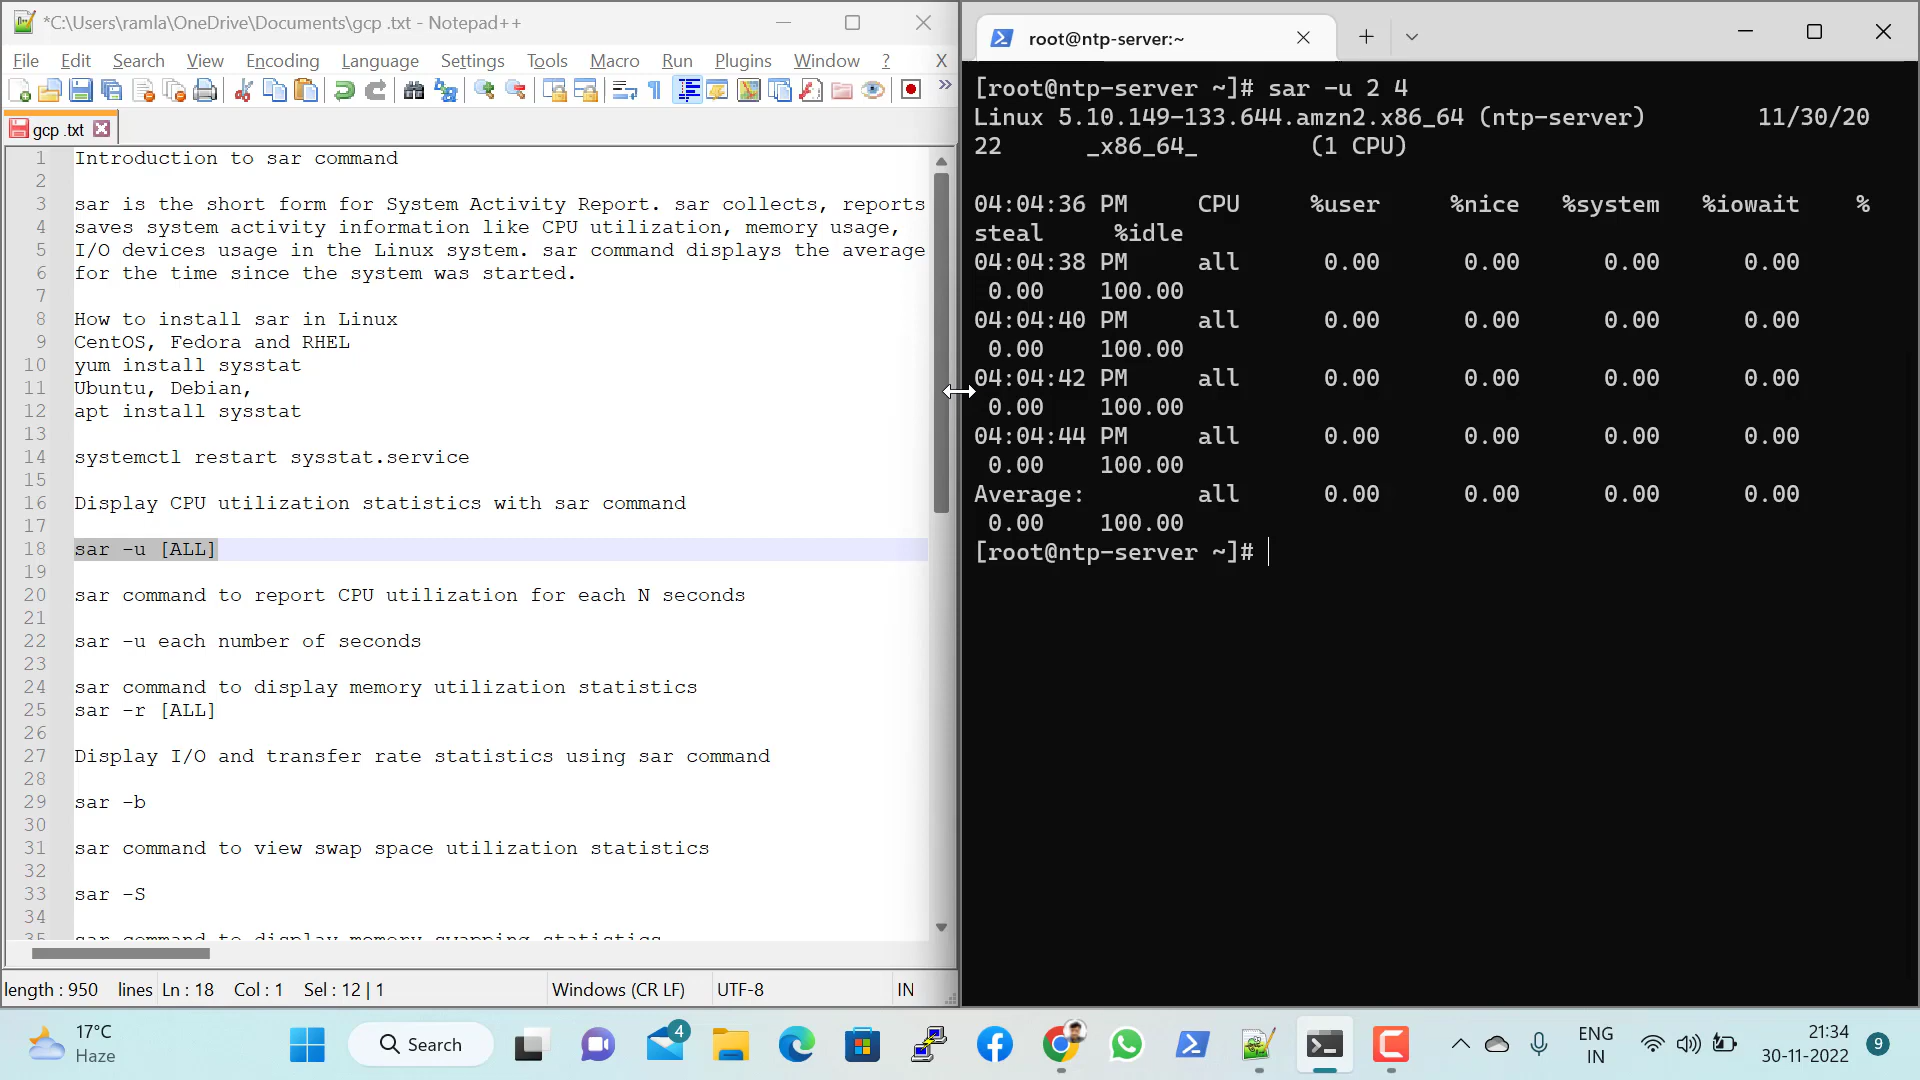 *C:\Users\ramla\OneDrive\Documents\gcp .txt - Notepad++
File Edit Search View Encoding Language Settings Tools Macro Run Plugins Window ? X
gcp .txt
1 Introduction to sar command
2
3 sar is the short form for System Activity Report. sar collects, reports
4 saves system activity information like CPU utilization, memory usage,
5 I/O devices usage in the Linux system. sar command displays the average
6 for the time since the system was started.
7
8 How to install sar in Linux
9 CentOS, Fedora and RHEL
10 yum install sysstat
11 Ubuntu, Debian,
12 apt install sysstat
13
14 systemctl restart sysstat.service
15
16 Display CPU utilization statistics with sar command
17
18 sar -u [ALL]
19
20 sar command to report CPU utilization for each N seconds
21
22 sar -u each number of seconds
23
24 sar command to display memory utilization statistics
25 sar -r [ALL]
26
27 Display I/O and transfer rate statistics using sar command
28
29 sar -b
30
31 sar command to view swap space utilization statistics
32
33 sar -S
34
35 sar command to display memory swapping statistics
length : 950 lines Ln : 18 Col : 1 Sel : 12 | 1 Windows (CR LF) UTF-8 IN
root@ntp-server:~
[root@ntp-server ~]# sar -u 2 4
Linux 5.10.149-133.644.amzn2.x86_64 (ntp-server) 11/30/20
22 _x86_64_ (1 CPU)
04:04:36 PM CPU %user %nice %system %iowait %
steal %idle
04:04:38 PM all 0.00 0.00 0.00 0.00
0.00 100.00
04:04:40 PM all 0.00 0.00 0.00 0.00
0.00 100.00
04:04:42 PM all 0.00 0.00 0.00 0.00
0.00 100.00
04:04:44 PM all 0.00 0.00 0.00 0.00
0.00 100.00
Average: all 0.00 0.00 0.00 0.00
0.00 100.00
[root@ntp-server ~]#
17°C
Haze
Search
4
ENG
IN
21:34
30-11-2022
9